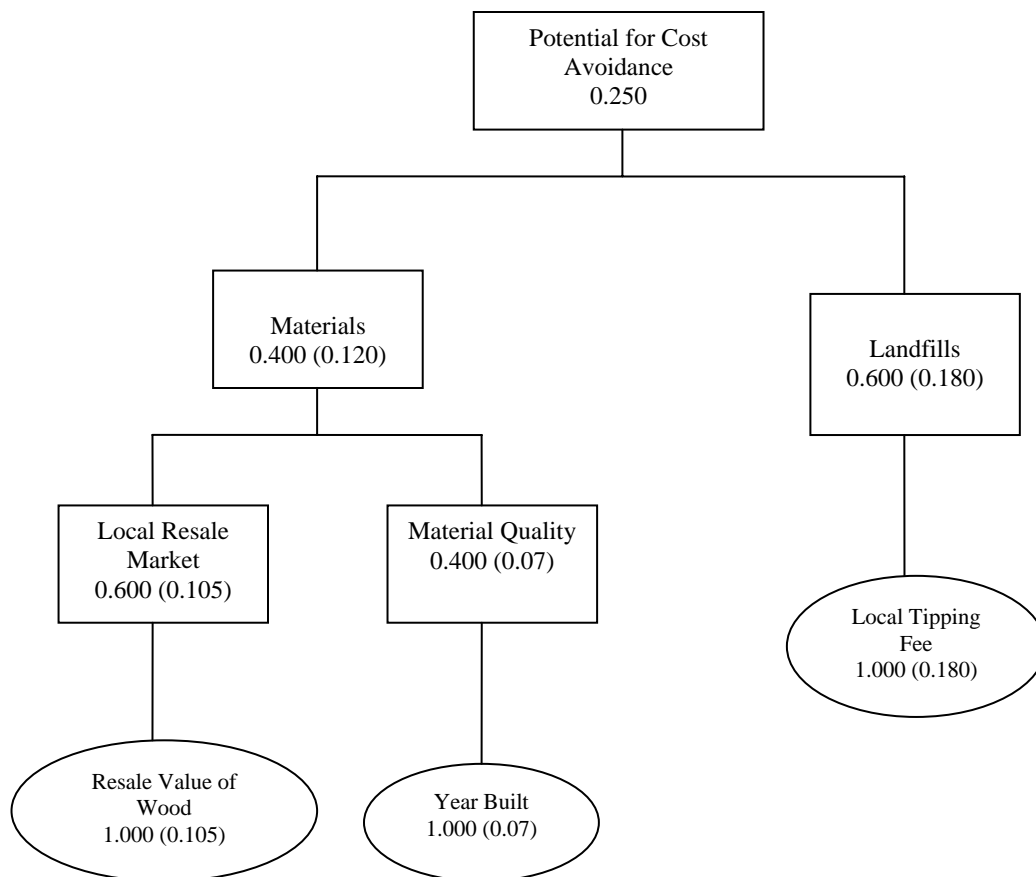 Potential for Cost
Avoidance
0.250
Materials
0.400 (0.120)
Landfills
0.600 (0.180)
Local Resale
Market
0.600 (0.105)
Material Quality
0.400 (0.07)
Local Tipping
Fee
1.000 (0.180)
Resale Value of
Wood
1.000 (0.105)
Year Built
1.000 (0.07)